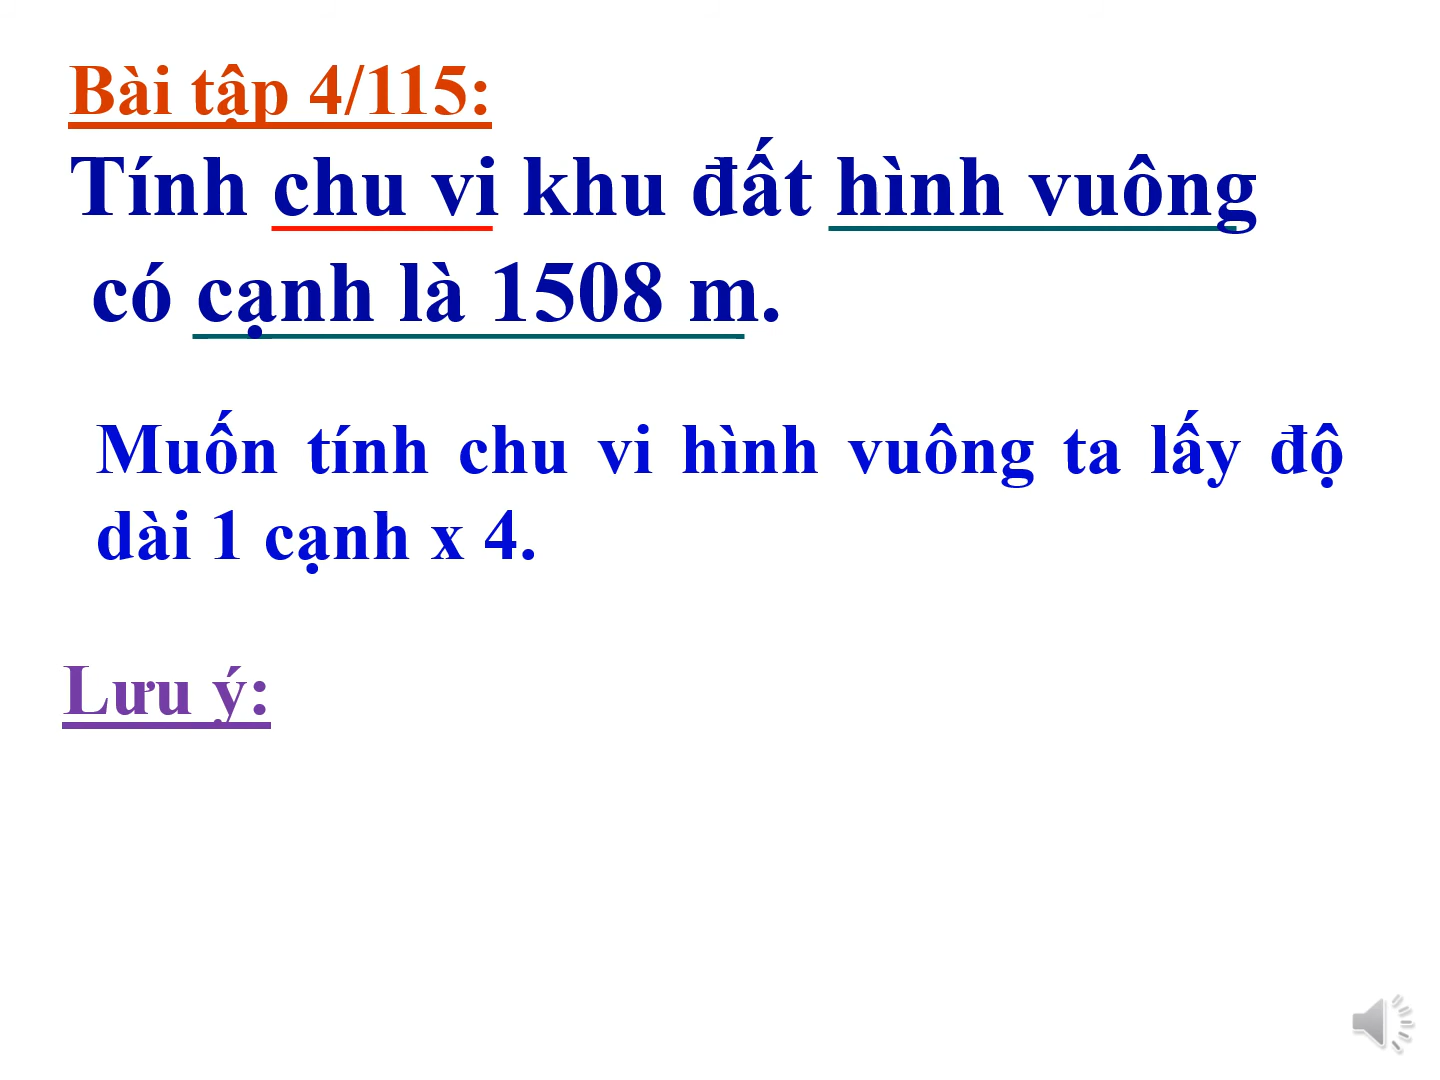 Bài tập 4/115:
Tính chu vi khu đất hình vuông
có cạnh là 1508 m.
Muốn tính chu vi hình vuông ta lấy độ
dài 1 cạnh x 4.
Lưu ý: